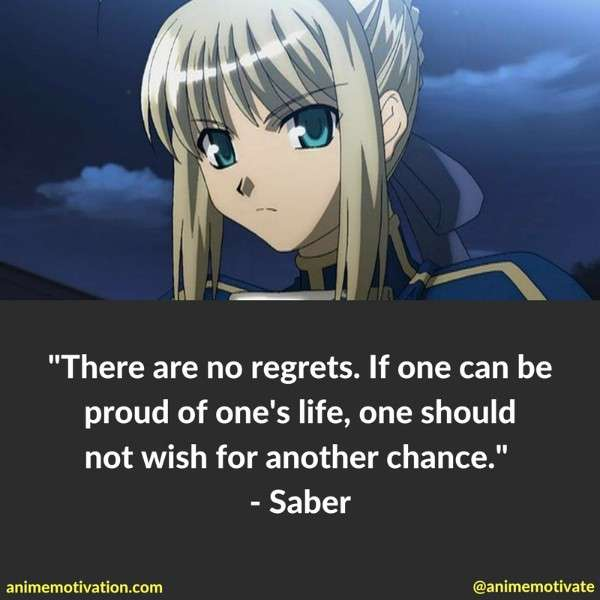 "There are no regrets. If one can be
proud of one's life, one should
not wish for another chance."
- Saber
animemotivation.com
@animemotivate